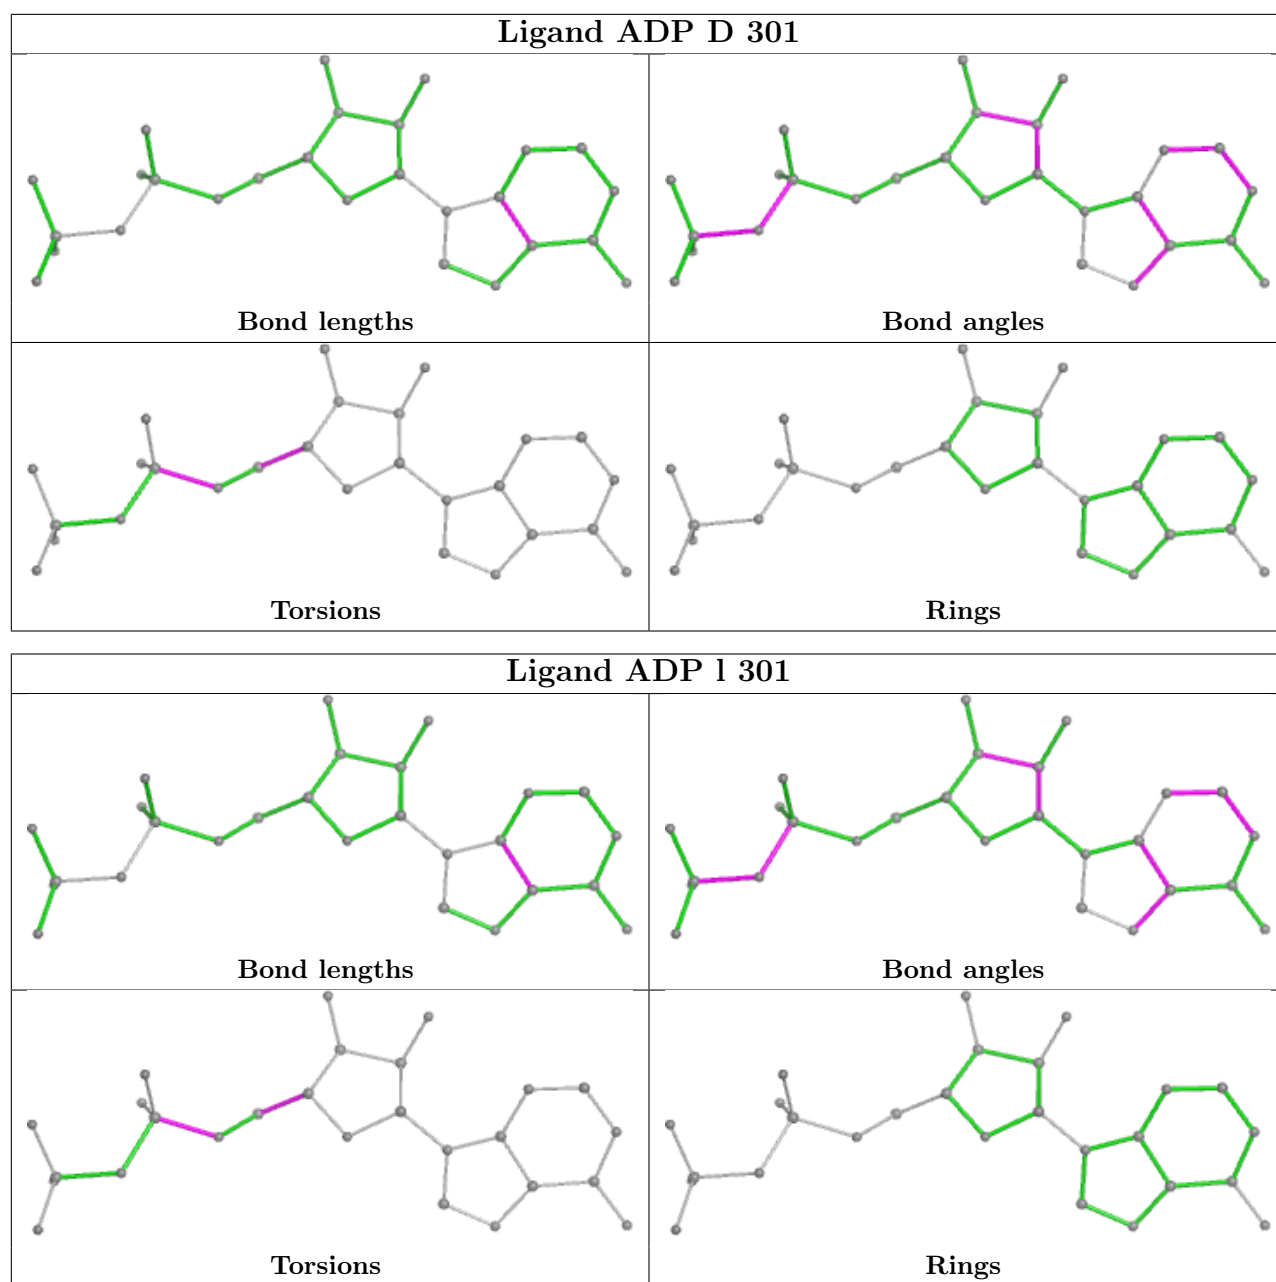 Ligand ADP D 301
Bond lengths
Bond angles
Torsions
Rings
Ligand ADP l 301
Bond lengths
Bond angles
Torsions
Rings